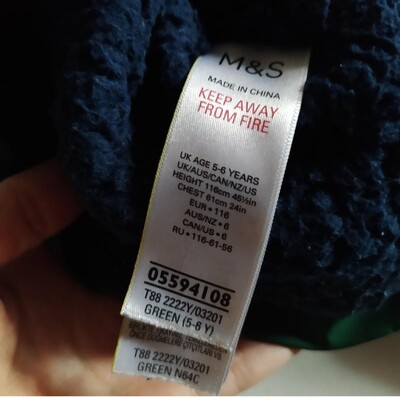 M&S
MADE IN CHINA
KEEP AWAY
FROM FIRE
UK AGE 5-6 YEARS
UK/AUS/CAN/NZ/US
HEIGHT 116cm 45½in
CHEST 61cm 24in
EUR • 116
AUS/NZ • 6
CAN/US • 6
RU • 116-61-56
05594108
T88 2222Y/03201
GREEN (5-6 Y)
T88 2222Y/03201
GREEN N64C